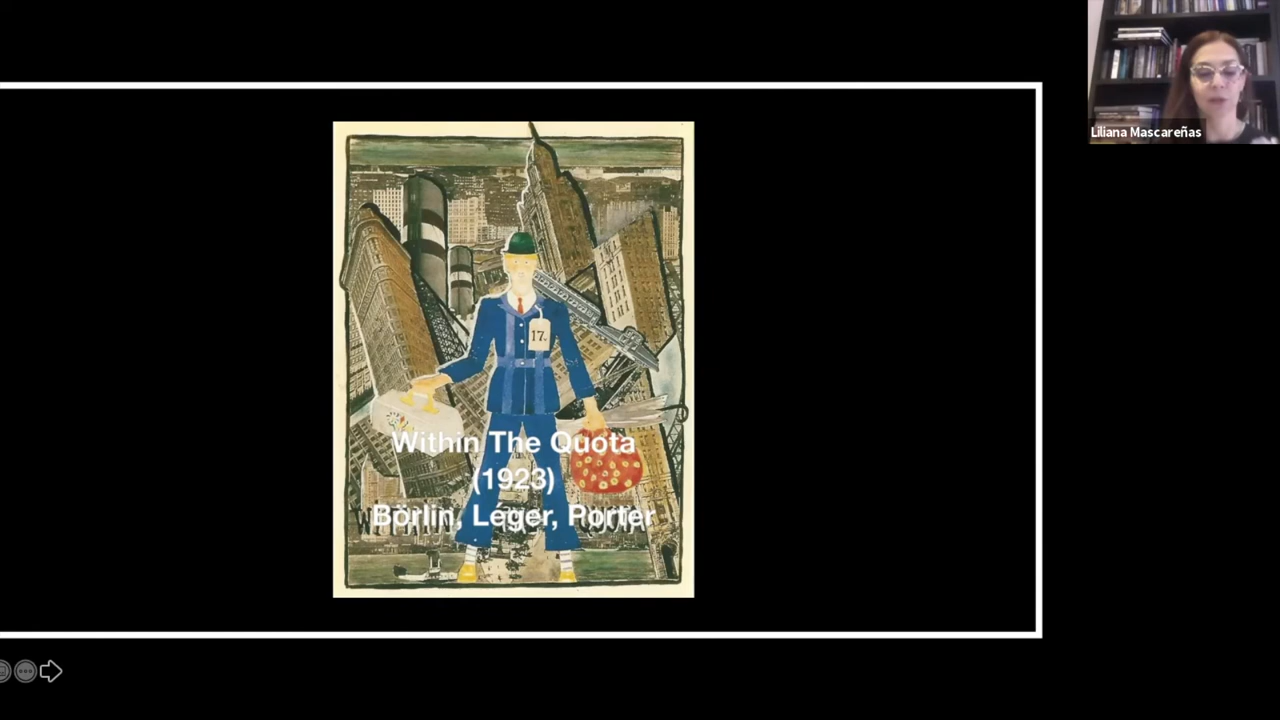 Liliana Mascareñas
17.
Within The Quota
(1923)
Börlin, Léger, Porter